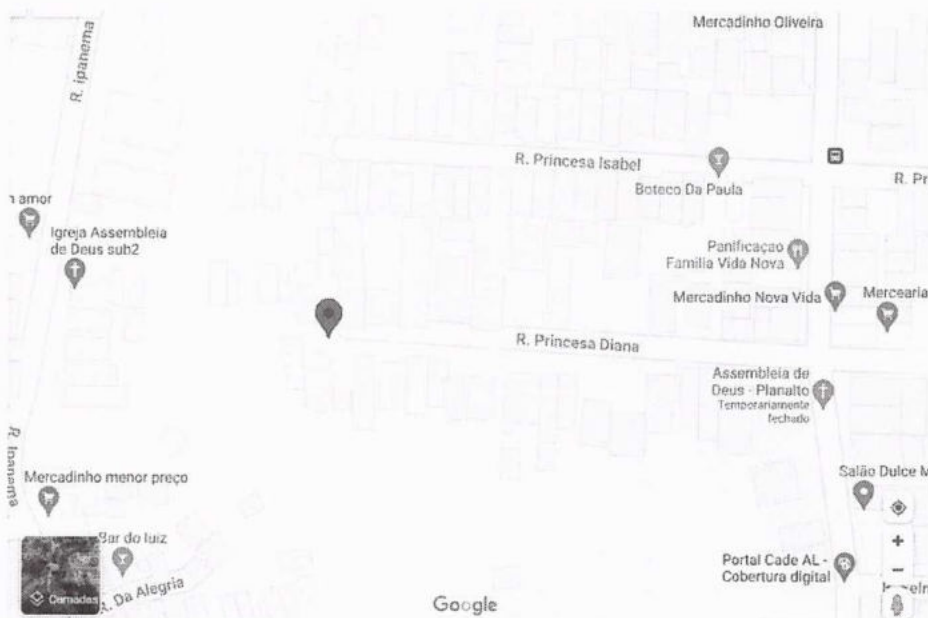 Mercadinho Oliveira
R. Ipanema
R. Princesa Isabel
R. Pr
Boteco Da Paula
n amor
Igreja Assembleia
de Deus sub2
Panificaçao
Familia Vida Nova
Mercadinho Nova Vida
Mercearia
R. Princesa Diana
Assembleia de
Deus - Planalto
Temporariamente
fechado
R. Ipanema
Mercadinho menor preço
Salão Dulce M
Bar do luiz
Portal Cade AL -
Cobertura digital
Camadas
R. Da Alegria
Google